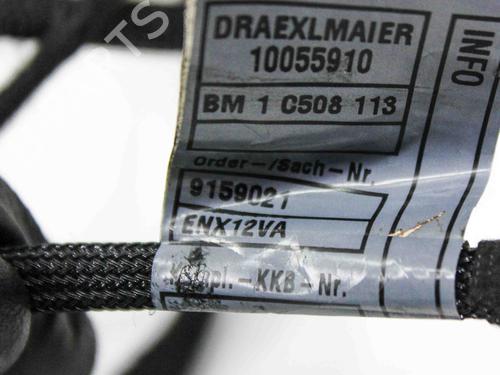 DRAEXLMAIER
10055910
BM 1 C508 113
Order-/Sach-Nr.
9159021
ENX12VA
-KKB-Nr.
INFO